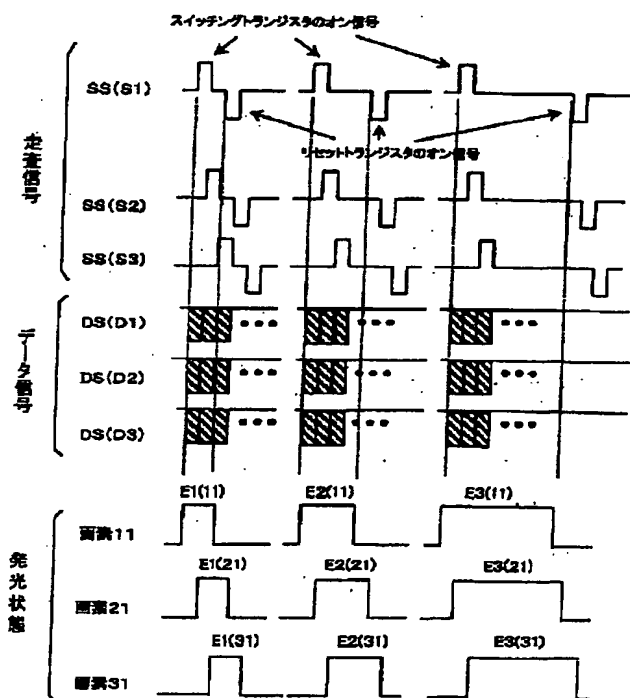 スイッチングトランジスタのオン信号
SS(S1)
リセットトランジスタのオン信号
走査信号
SS(S2)
SS(S3)
データ信号
DS(D1)
DS(D2)
DS(D3)
E1(11)
E2(11)
E3(11)
発光状態
画素11
E1(21)
E2(21)
E3(21)
画素21
E1(31)
E2(31)
E3(31)
画素31